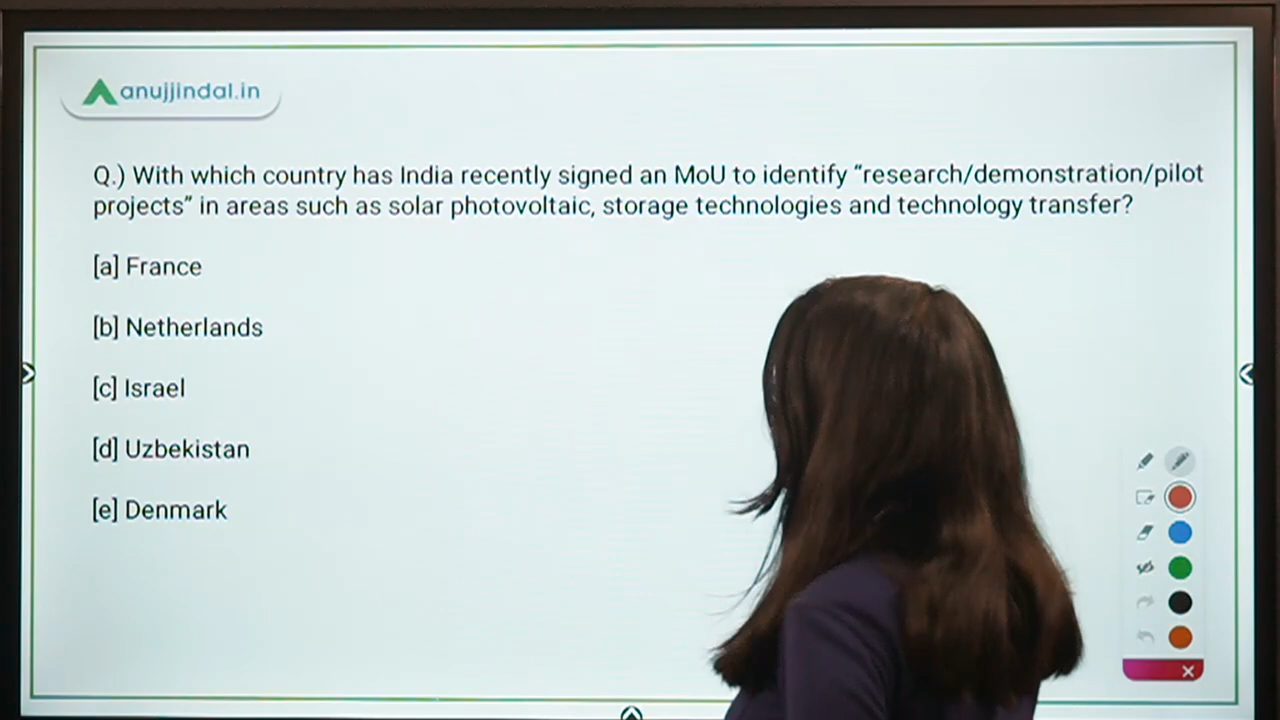 anujjindal.in
Q.) With which country has India recently signed an MoU to identify “research/demonstration/pilot
projects” in areas such as solar photovoltaic, storage technologies and technology transfer?
[a] France
[b] Netherlands
[c] Israel
[d] Uzbekistan
[e] Denmark